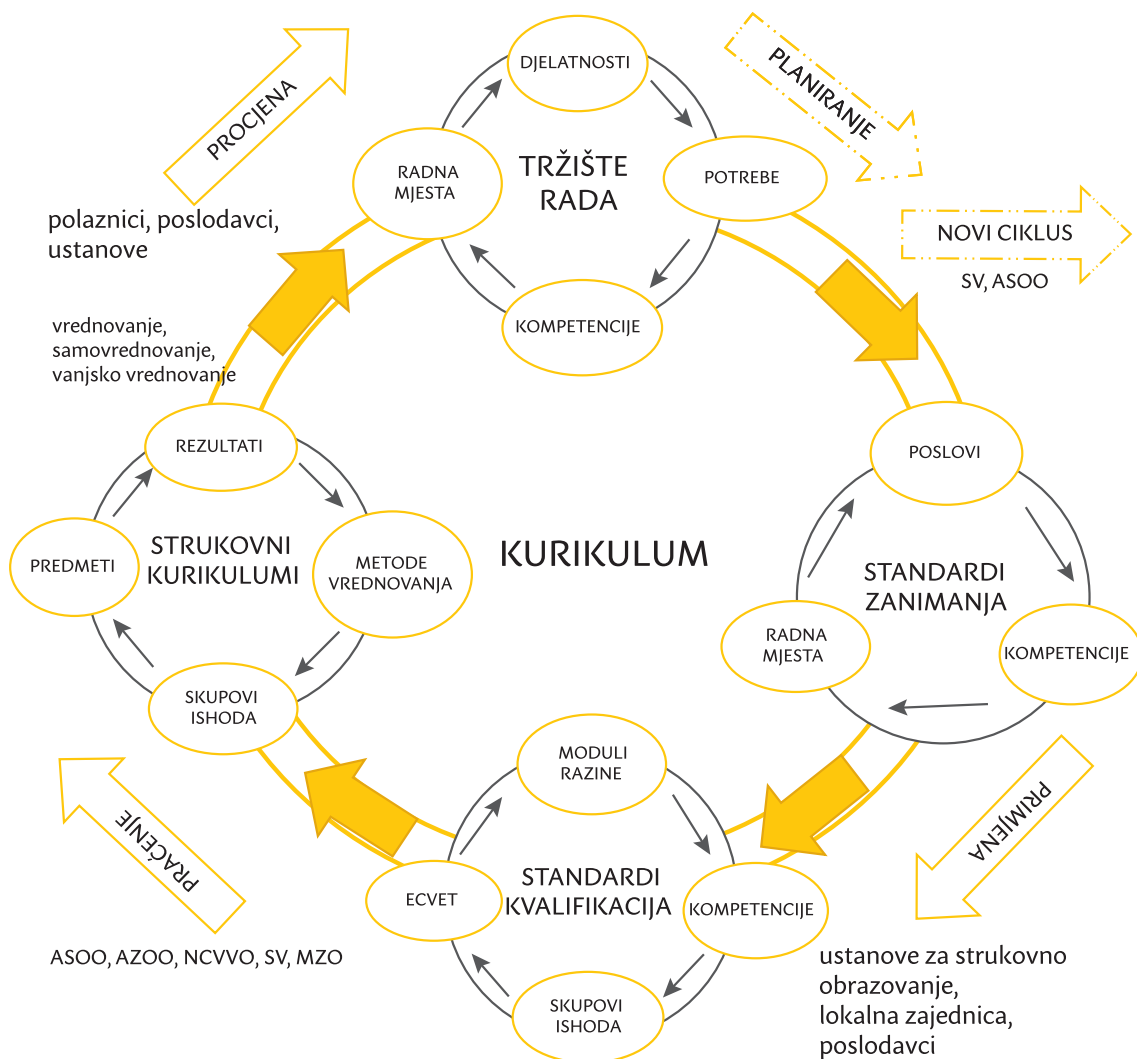 DJELATNOSTI
PROCJENA
PLANIRANJE
RADNA
MJESTA
TRŽIŠTE
RADA
POTREBE
polaznici, poslodavci,
ustanove
NOVI CIKLUS
SV, ASOO
KOMPETENCIJE
vrednovanje,
samovrednovanje,
vanjsko vrednovanje
REZULTATI
POSLOVI
PREDMETI
STRUKOVNI
KURIKULUMI
METODE
VREDNOVANJA
KURIKULUM
STANDARDI
ZANIMANJA
RADNA
MJESTA
KOMPETENCIJE
SKUPOVI
ISHODA
MODULI
RAZINE
PRIMJENA
PRAĆENJE
ECVET
STANDARDI
KVALIFIKACIJA
KOMPETENCIJE
ASOO, AZOO, NCVVO, SV, MZO
SKUPOVI
ISHODA
ustanove za strukovno
obrazovanje,
lokalna zajednica,
poslodavci